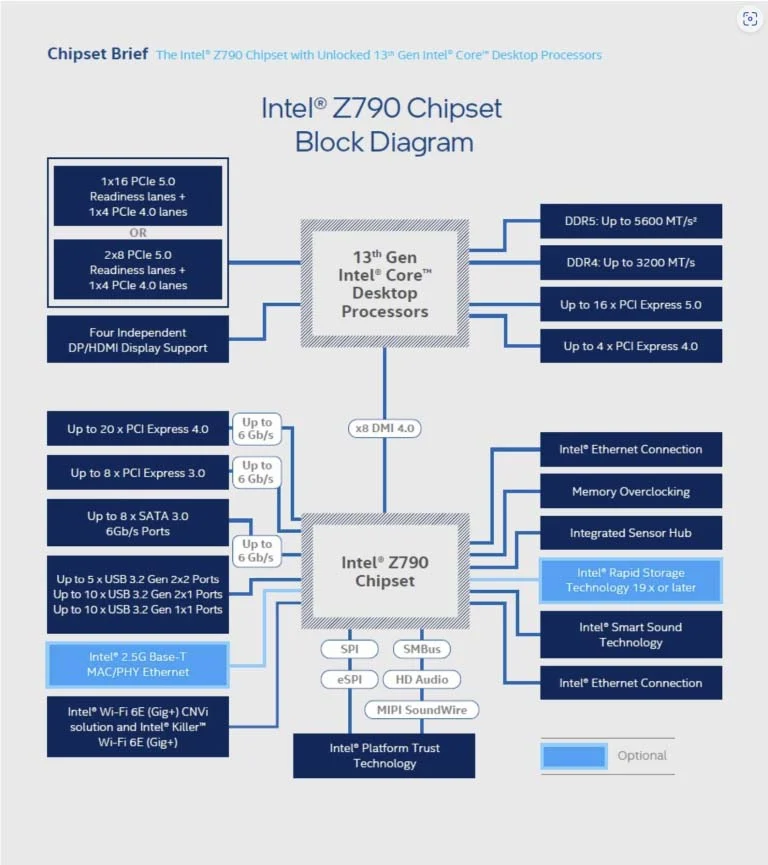 Chipset Brief The Intel® Z790 Chipset with Unlocked 13th Gen Intel® Core™ Desktop Processors
Intel® Z790 Chipset
Block Diagram
1x16 PCIe 5.0
Readiness lanes +
1x4 PCIe 4.0 lanes
OR
2x8 PCIe 5.0
Readiness lanes +
1x4 PCIe 4.0 lanes
Four Independent
DP/HDMI Display Support
13th Gen
Intel® Core™
Desktop
Processors
DDR5: Up to 5600 MT/s²
DDR4: Up to 3200 MT/s
Up to 16 x PCI Express 5.0
Up to 4 x PCI Express 4.0
x8 DMI 4.0
Up to 20 x PCI Express 4.0
Up to
6 Gb/s
Up to 8 x PCI Express 3.0
Up to
6 Gb/s
Up to 8 x SATA 3.0
6Gb/s Ports
Up to
6 Gb/s
Up to 5 x USB 3.2 Gen 2x2 Ports
Up to 10 x USB 3.2 Gen 2x1 Ports
Up to 10 x USB 3.2 Gen 1x1 Ports
Intel® 2.5G Base-T
MAC/PHY Ethernet
Intel® Wi-Fi 6E (Gig+) CNVi
solution and Intel® Killer™
Wi-Fi 6E (Gig+)
Intel® Z790
Chipset
Intel® Ethernet Connection
Memory Overclocking
Integrated Sensor Hub
Intel® Rapid Storage
Technology 19.x or later
Intel® Smart Sound
Technology
Intel® Ethernet Connection
SPI
SMBus
eSPI
HD Audio
MIPI SoundWire
Intel® Platform Trust
Technology
Optional